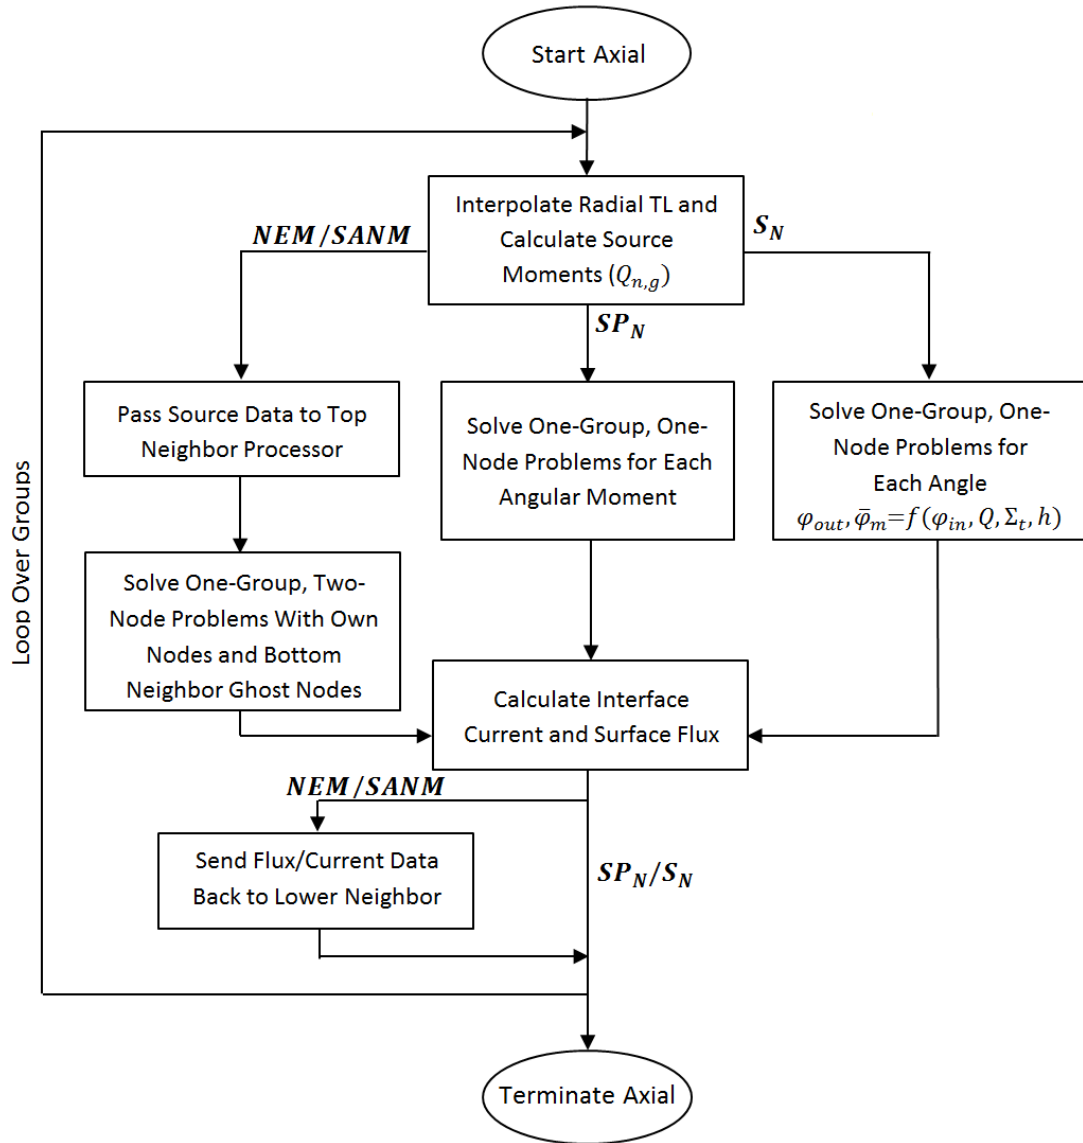 Start Axial
Interpolate Radial TL and
Calculate Source
Moments (Q_{n,g})
NEM/SANM
S_N
SP_N
Pass Source Data to Top
Neighbor Processor
Solve One-Group, One-
Node Problems for Each
Angular Moment
Solve One-Group, One-
Node Problems for
Each Angle
φ_{out}, φ̄_m=f(φ_{in}, Q, Σ_t, h)
Loop Over Groups
Solve One-Group, Two-
Node Problems With Own
Nodes and Bottom
Neighbor Ghost Nodes
Calculate Interface
Current and Surface Flux
NEM/SANM
Send Flux/Current Data
Back to Lower Neighbor
SP_N/S_N
Terminate Axial